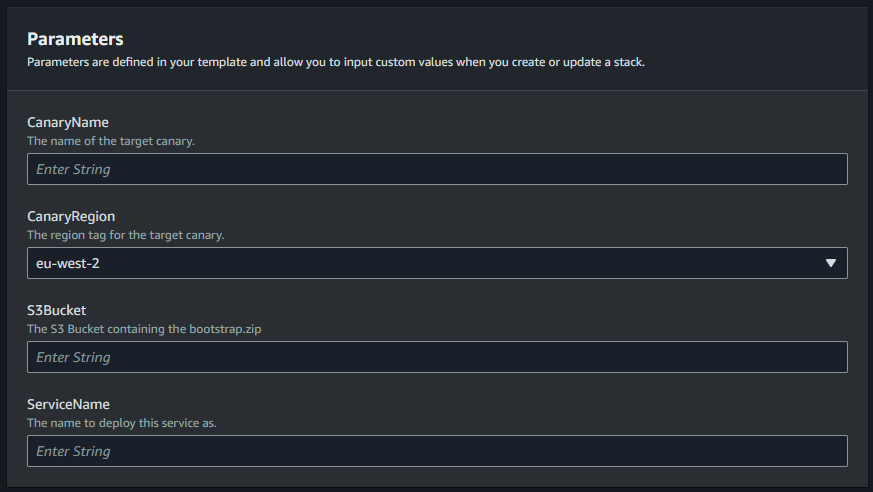 Parameters
Parameters are defined in your template and allow you to input custom values when you create or update a stack.
CanaryName
The name of the target canary.
Enter String
CanaryRegion
The region tag for the target canary.
eu-west-2
S3Bucket
The S3 Bucket containing the bootstrap.zip
Enter String
ServiceName
The name to deploy this service as.
Enter String